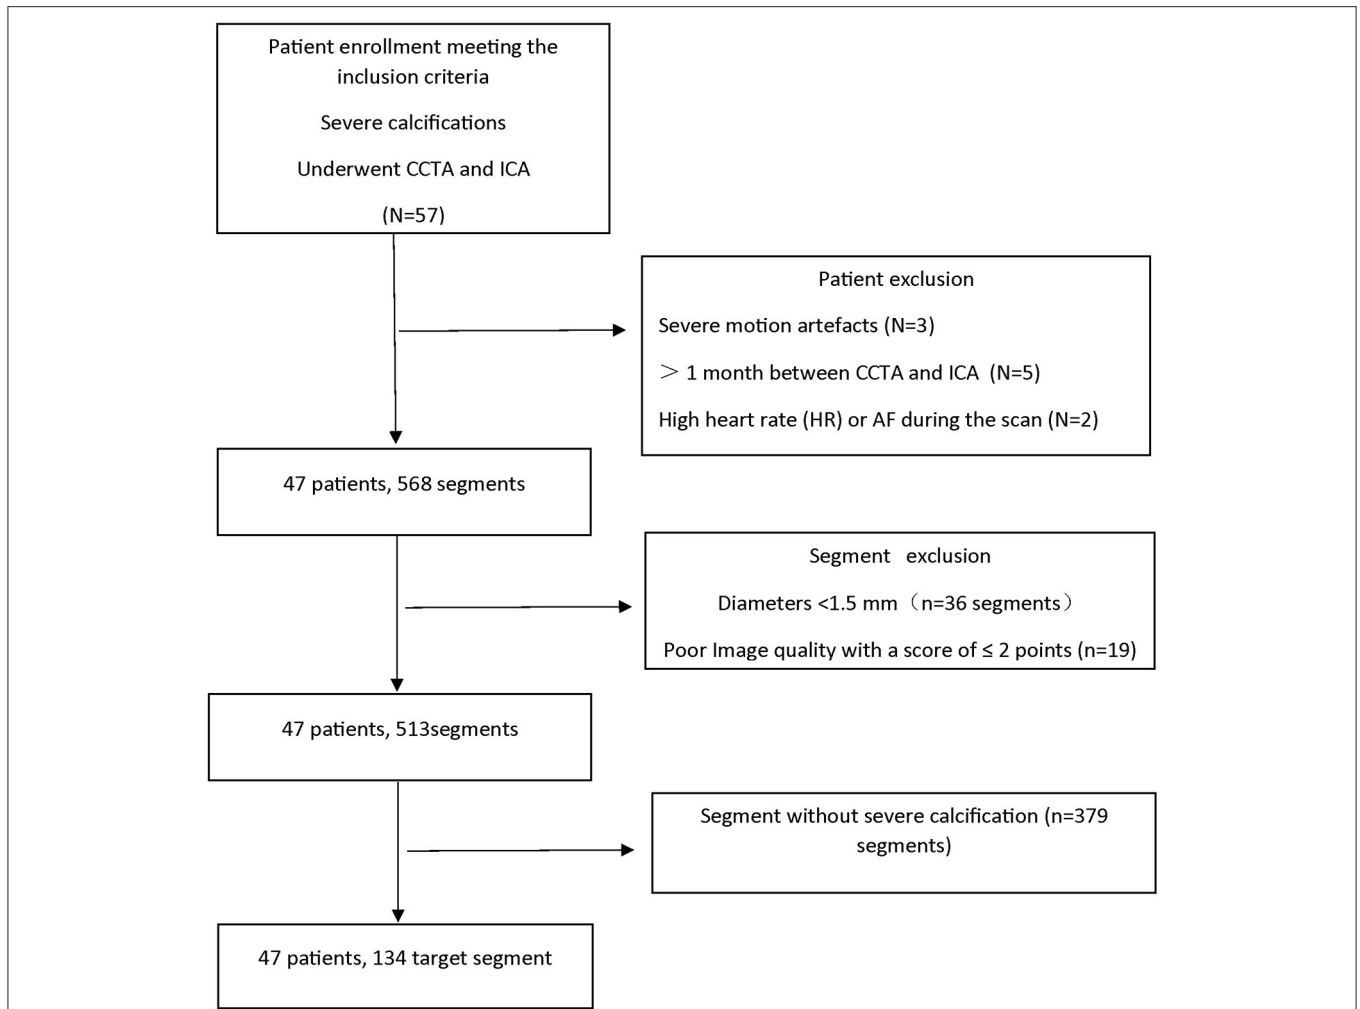 Patient enrollment meeting the
inclusion criteria
Severe calcifications
Underwent CCTA and ICA
(N=57)
Patient exclusion
Severe motion artefacts (N=3)
＞ 1 month between CCTA and ICA (N=5)
High heart rate (HR) or AF during the scan (N=2)
47 patients, 568 segments
Segment exclusion
Diameters <1.5 mm（n=36 segments）
Poor Image quality with a score of ≤ 2 points (n=19)
47 patients, 513segments
Segment without severe calcification (n=379
segments)
47 patients, 134 target segment